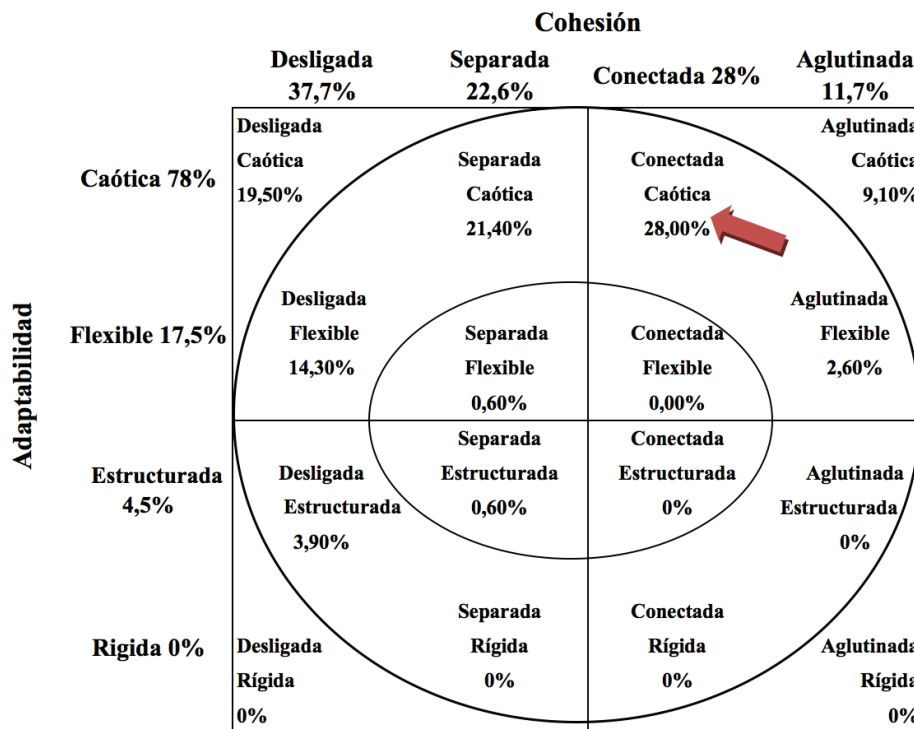 Cohesión
Desligada
37,7%
Separada
22,6%
Conectada 28%
Aglutinada
11,7%
Adaptabilidad
Caótica 78%
Desligada
Caótica
19,50%
Separada
Caótica
21,40%
Conectada
Caótica
28,00%
Aglutinada
Caótica
9,10%
Flexible 17,5%
Desligada
Flexible
14,30%
Separada
Flexible
0,60%
Conectada
Flexible
0,00%
Aglutinada
Flexible
2,60%
Estructurada
4,5%
Desligada
Estructurada
3,90%
Separada
Estructurada
0,60%
Conectada
Estructurada
0%
Aglutinada
Estructurada
0%
Rigida 0%
Desligada
Rígida
0%
Separada
Rígida
0%
Conectada
Rígida
0%
Aglutinada
Rígida
0%